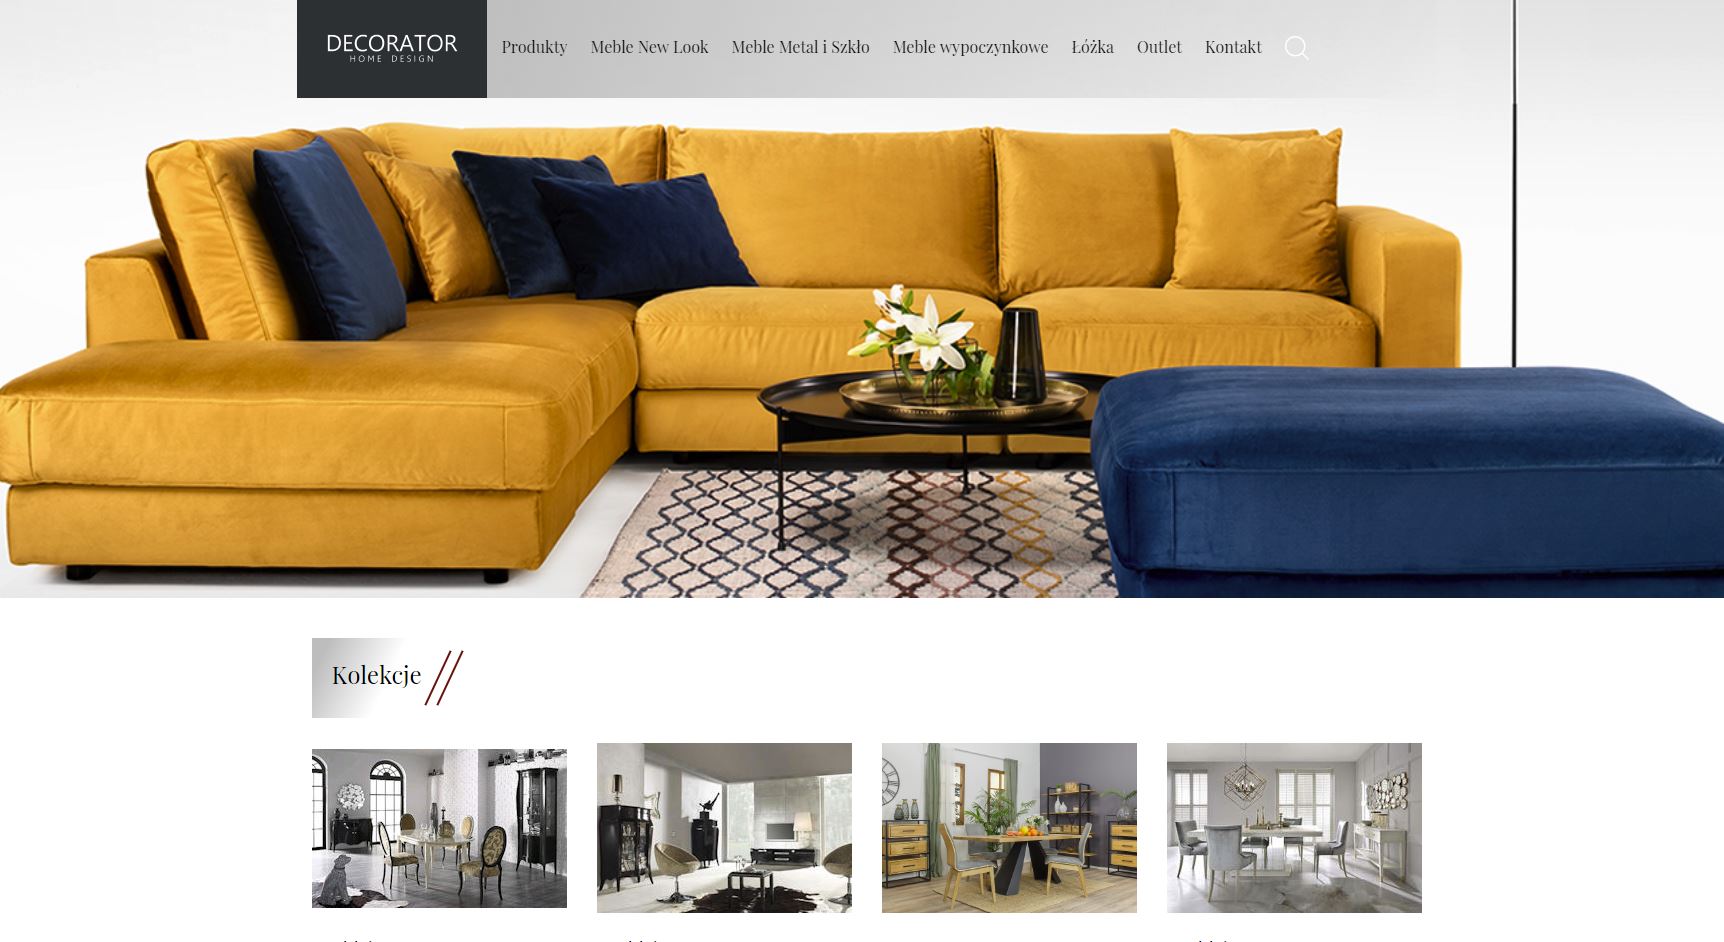 DECORATOR
HOME DESIGN
Produkty Meble New Look Meble Metal i Szkło Meble wypoczynkowe Łóżka Outlet Kontakt
Kolekcje